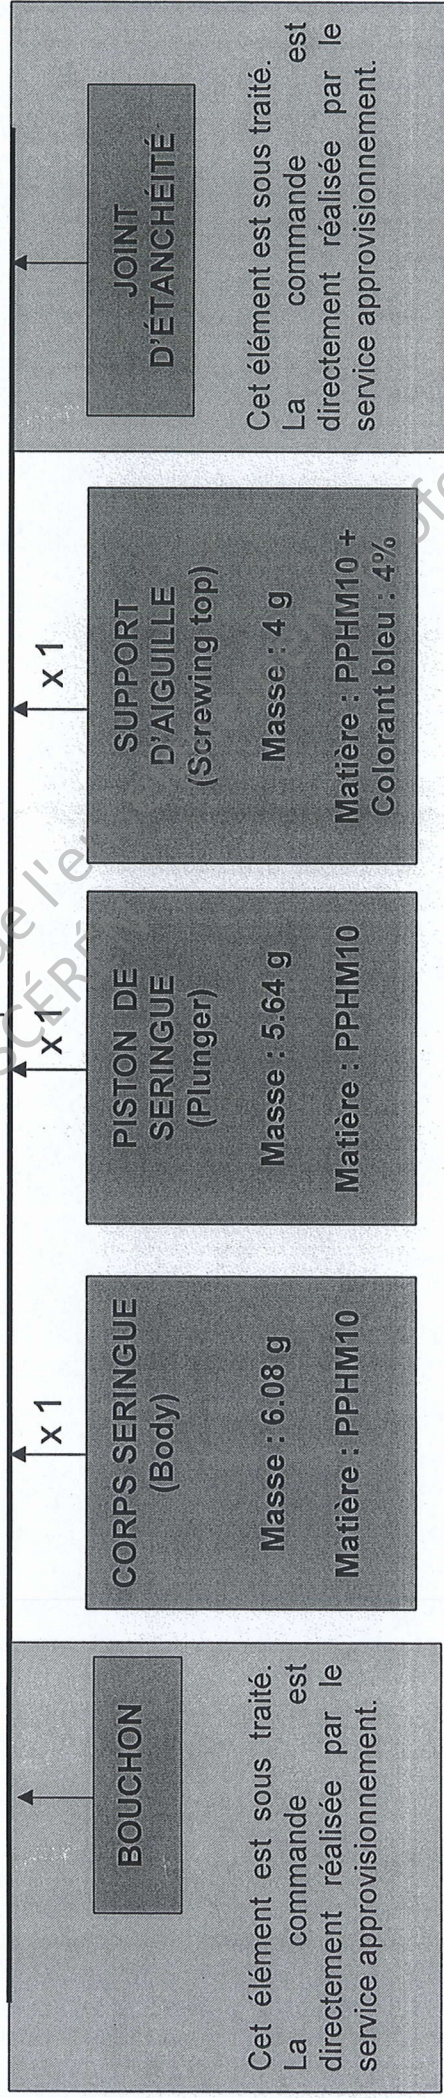 BOUCHON
Cet élément est sous traité.
La commande est
directement réalisée par le
service approvisionnement.
x 1
CORPS SERINGUE
(Body)
Masse : 6.08 g
Matière : PPHM10
x 1
PISTON DE
SERINGUE
(Plunger)
Masse : 5.64 g
Matière : PPHM10
x 1
SUPPORT
D'AIGUILLE
(Screwing top)
Masse : 4 g
Matière : PPHM10 +
Colorant bleu : 4%
JOINT
D'ÉTANCHÉITÉ
Cet élément est sous traité.
La commande est
directement réalisée par le
service approvisionnement.
de l'e
SCÉRÉ